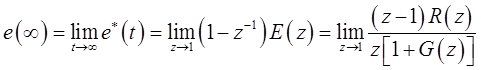 e(∞) = lim_{t→∞} e*(t) = lim_{z→1} (1 − z⁻¹) E(z) = lim_{z→1} (z−1)R(z) / z[1+G(z)]